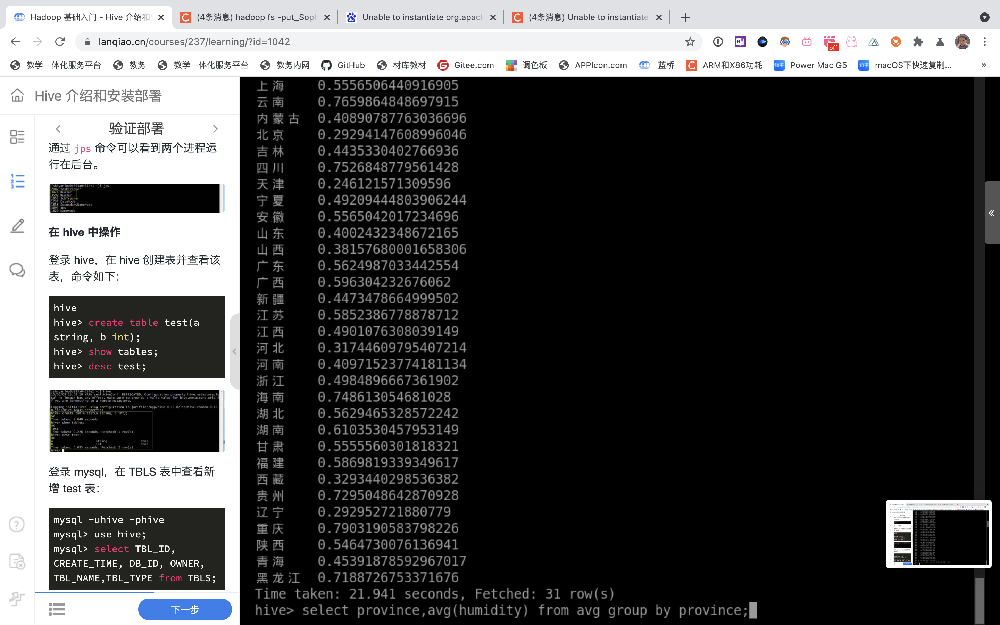 Hadoop 基础入门 - Hive 介绍和
(4条消息) hadoop fs -put_Soph
Unable to instantiate org.apach
(4条消息) Unable to instantiate
lanqiao.cn/courses/237/learning/?id=1042
off
教学一体化服务平台
教务
教学一体化服务平台
教务内网
GitHub
材库教材
Gitee.com
调色板
APPIcon.com
蓝桥
ARM和X86功耗
知乎 Power Mac G5
知乎 macOS下快速复制...
»
Hive 介绍和安装部署
验证部署
通过 jps 命令可以看到两个进程运
行在后台。
[shiyanlou@b393a04554e1 ~]$ jps
2082 TaskTracker
3474 RunJar
3592 RunJar
1953 JobTracker
1737 DataNode
1858 SecondaryNameNode
3697 Jps
1620 NameNode
在 hive 中操作
登录 hive，在 hive 创建表并查看该
表，命令如下：
hive
hive> create table test(a
string, b int);
hive> show tables;
hive> desc test;
[shiyanlou@b393a04554e1 ~]$ hive
15/06/09 15:09:10 WARN conf.HiveConf: DEPRECATED: Configuration property hive.metastore.lo
cal no longer has any effect. Make sure to provide a valid value for hive.metastore.uris i
f you are connecting to a remote metastore.
Logging initialized using configuration in jar:file:/app/hive-0.12.0/lib/hive-common-0.12.
0.jar!/hive-log4j.properties
hive> create table test(a string, b int);
OK
Time taken: 2.048 seconds
hive> show tables;
OK
test
Time taken: 0.226 seconds, Fetched: 1 row(s)
hive> desc test;
OK
a string None
b int None
Time taken: 0.095 seconds, Fetched: 2 row(s)
hive>
登录 mysql，在 TBLS 表中查看新
增 test 表：
mysql -uhive -phive
mysql> use hive;
mysql> select TBL_ID,
CREATE_TIME, DB_ID, OWNER,
TBL_NAME,TBL_TYPE from TBLS;
下一步
上海 0.5556506440916905
云南 0.7659864848697915
内蒙古 0.40890787763036696
北京 0.29294147608996046
吉林 0.4435330402766936
四川 0.7526848779561428
天津 0.246121571309596
宁夏 0.49209444803906244
安徽 0.5565042017234696
山东 0.4002432348672165
山西 0.38157680001658306
广东 0.5624987033442554
广西 0.596304232676062
新疆 0.4473478664999502
江苏 0.5852386778878712
江西 0.4901076308039149
河北 0.31744609795407214
河南 0.40971523774181134
浙江 0.4984896667361902
海南 0.748613054681028
湖北 0.5629465328572242
湖南 0.6103530457953149
甘肃 0.5555560301818321
福建 0.5869819339349617
西藏 0.3293440298536382
贵州 0.7295048642870928
辽宁 0.292952721880779
重庆 0.7903190583798226
陕西 0.5464730076136941
青海 0.45391878592967017
黑龙江 0.7188726753371676
Time taken: 21.941 seconds, Fetched: 31 row(s)
hive> select province,avg(humidity) from avg group by province;